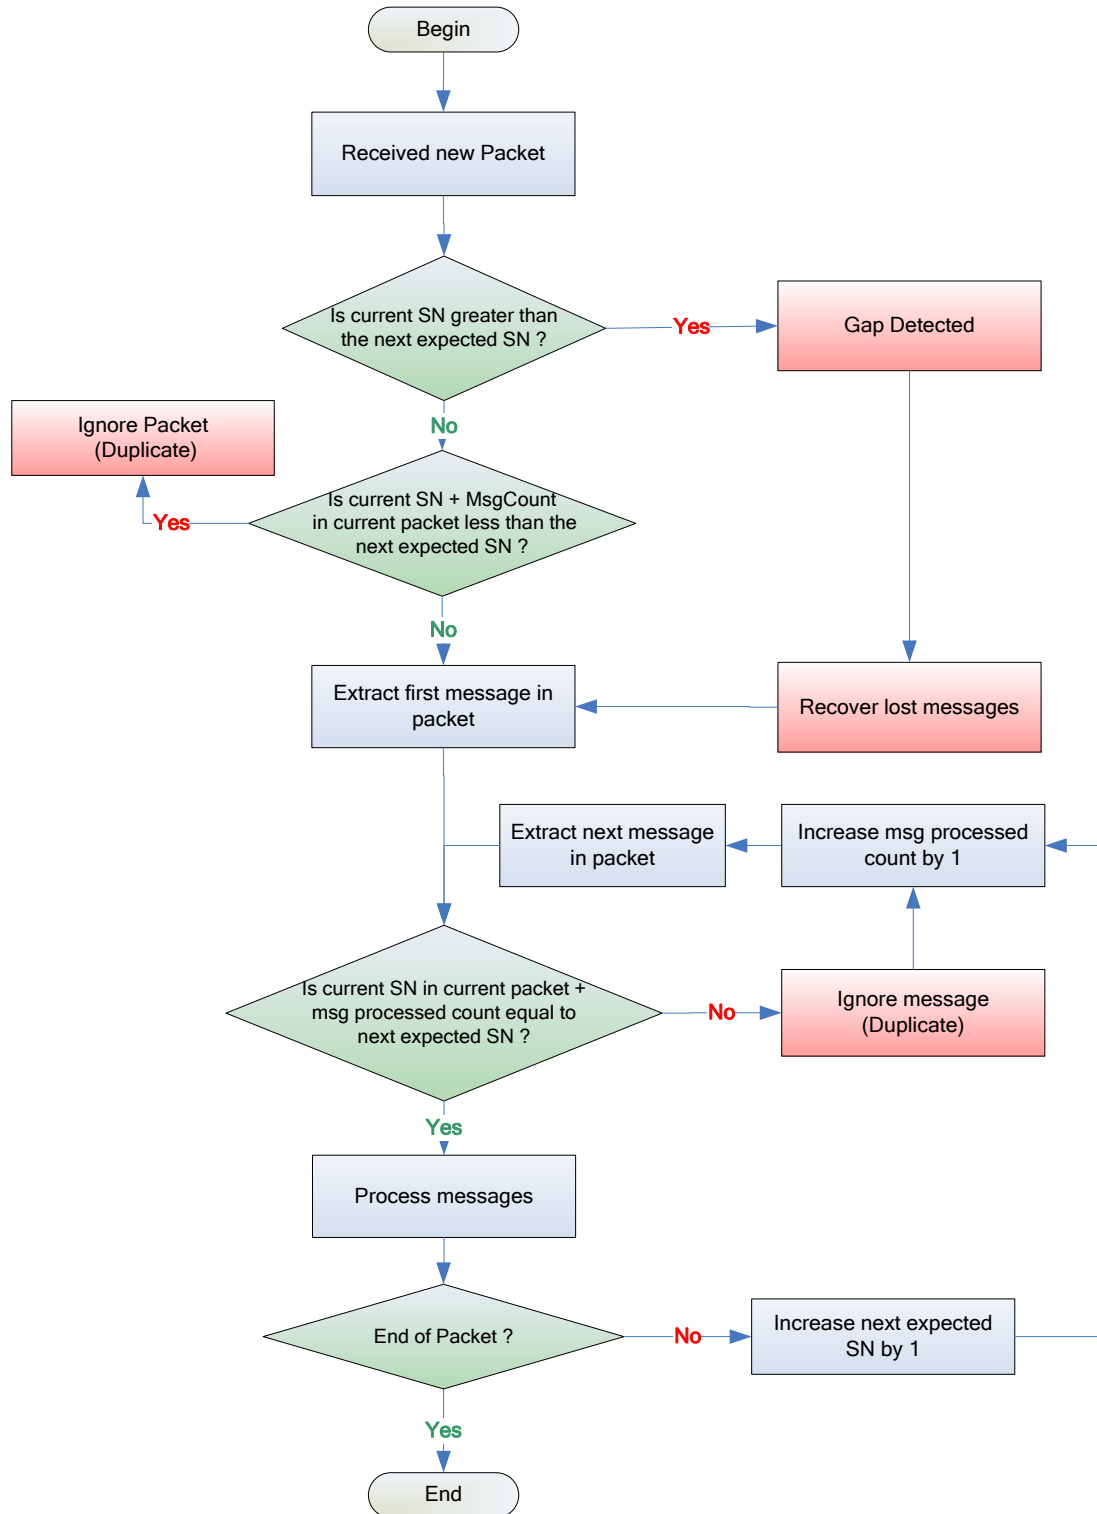 Begin
Received new Packet
Is current SN greater than
the next expected SN ?
Yes
Gap Detected
No
Ignore Packet
(Duplicate)
Is current SN + MsgCount
in current packet less than the
next expected SN ?
Yes
No
Extract first message in
packet
Recover lost messages
Extract next message
in packet
Increase msg processed
count by 1
Is current SN in current packet +
msg processed count equal to
next expected SN ?
No
Ignore message
(Duplicate)
Yes
Process messages
End of Packet ?
No
Increase next expected
SN by 1
Yes
End